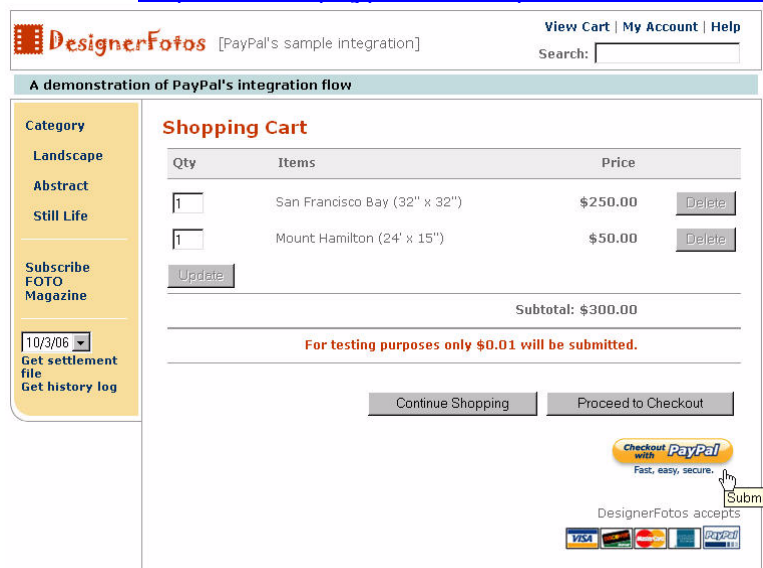 View Cart | My Account | Help
DesignerFotos [PayPal's sample integration]
Search:
A demonstration of PayPal's integration flow
Category
Landscape
Abstract
Still Life
Subscribe
FOTO
Magazine
10/3/06
Get settlement
file
Get history log
Shopping Cart
Qty Items Price
1 San Francisco Bay (32" x 32") $250.00 Delete
1 Mount Hamilton (24' x 15") $50.00 Delete
Update
Subtotal: $300.00
For testing purposes only $0.01 will be submitted.
Continue Shopping Proceed to Checkout
Checkout
with PayPal
Fast, easy, secure.
Subm
DesignerFotos accepts
VISA MasterCard PayPal